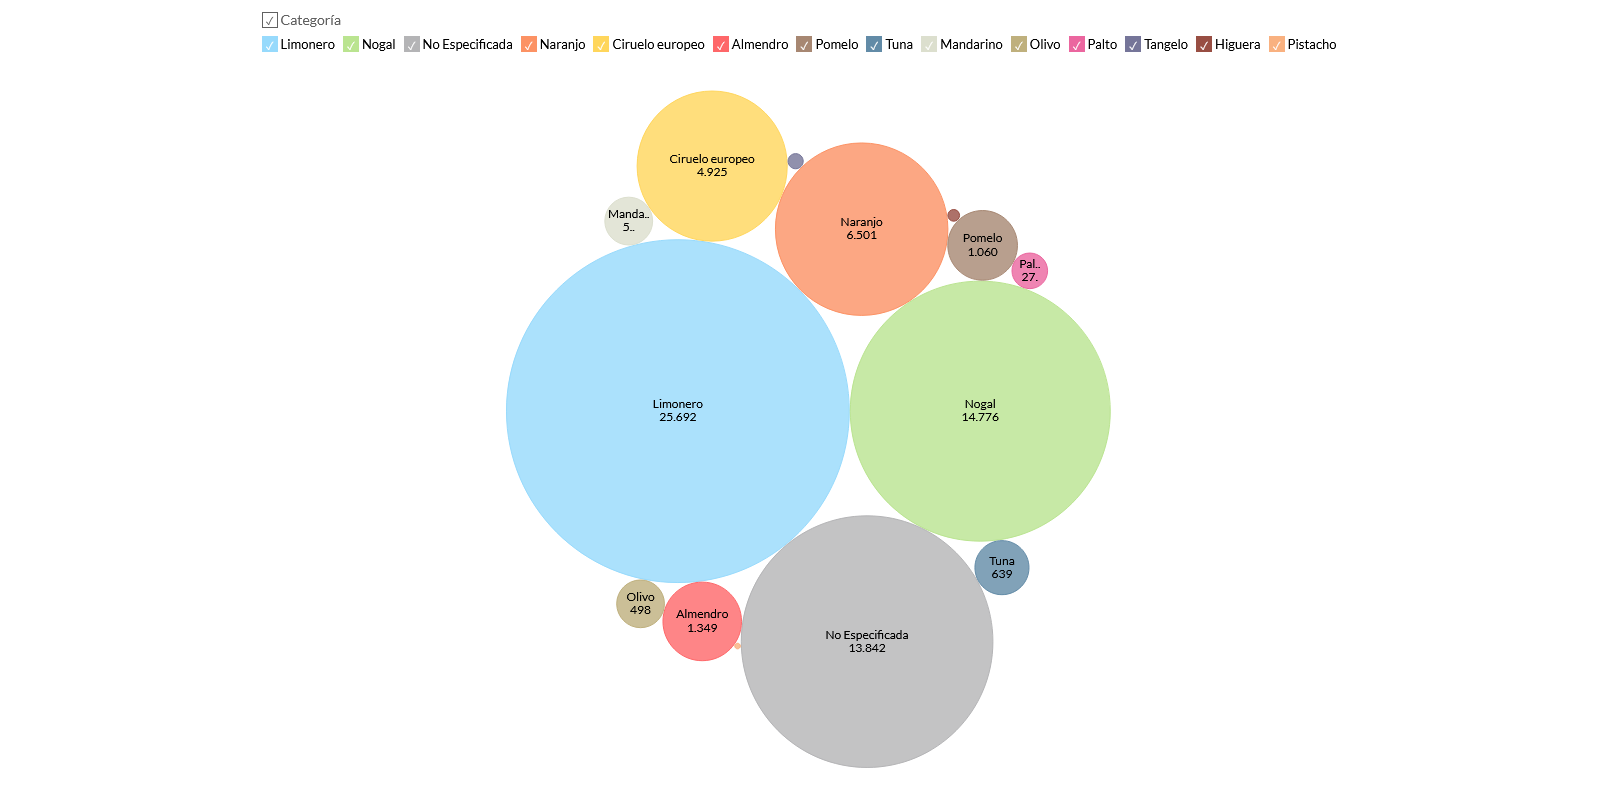 Categoría
Limonero Nogal No Especificada Naranjo Ciruelo europeo Almendro Pomelo Tuna Mandarino Olivo Palto Tangelo Higuera Pistacho
Ciruelo europeo
4.925
Manda..
5..
Naranjo
6.501
Pomelo
1.060
Pal..
27.
Limonero
25.692
Nogal
14.776
Tuna
639
Olivo
498
Almendro
1.349
No Especificada
13.842